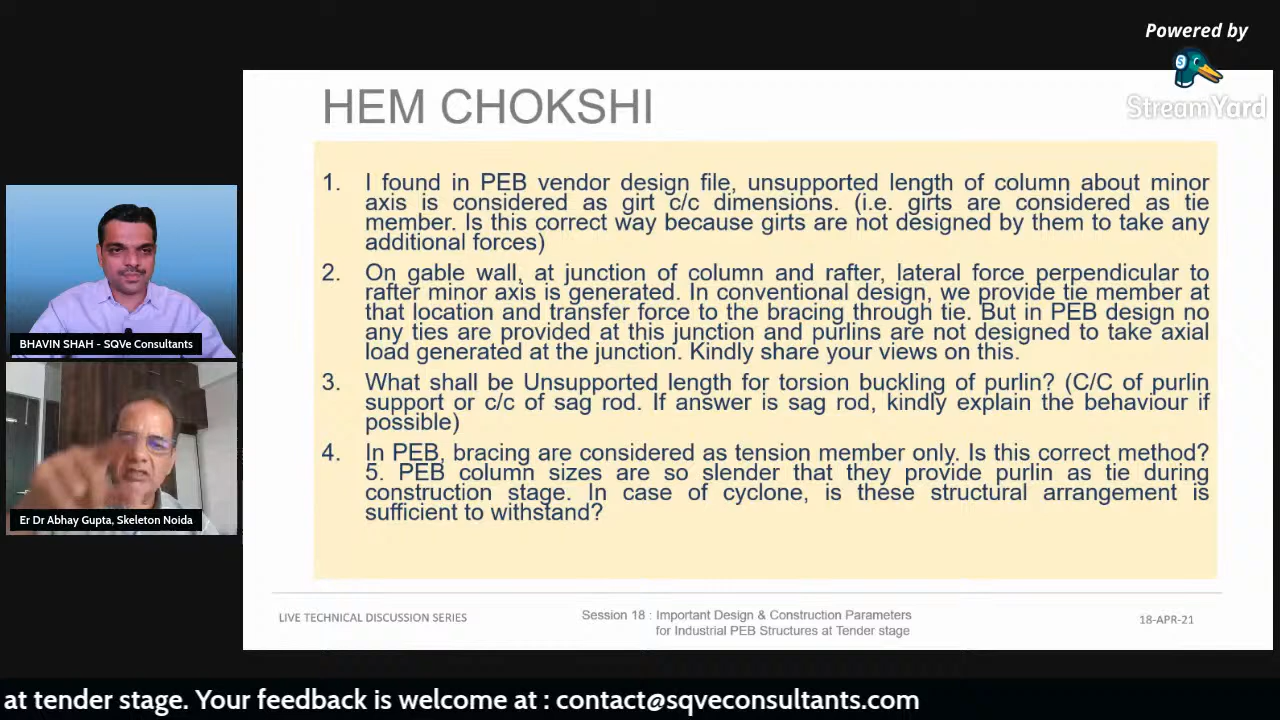 Powered by
StreamYard
HEM CHOKSHI
1. I found in PEB vendor design file, unsupported length of column about minor
axis is considered as girt c/c dimensions. (i.e. girts are considered as tie
member. Is this correct way because girts are not designed by them to take any
additional forces)
2. On gable wall, at junction of column and rafter, lateral force perpendicular to
rafter minor axis is generated. In conventional design, we provide tie member at
that location and transfer force to the bracing through tie. But in PEB design no
any ties are provided at this junction and purlins are not designed to take axial
load generated at the junction. Kindly share your views on this.
3. What shall be Unsupported length for torsion buckling of purlin? (C/C of purlin
support or c/c of sag rod. If answer is sag rod, kindly explain the behaviour if
possible)
4. In PEB, bracing are considered as tension member only. Is this correct method?
5. PEB column sizes are so slender that they provide purlin as tie during
construction stage. In case of cyclone, is these structural arrangement is
sufficient to withstand?
BHAVIN SHAH - SQVe Consultants
Er Dr Abhay Gupta, Skeleton Noida
LIVE TECHNICAL DISCUSSION SERIES
Session 18 : Important Design & Construction Parameters
for Industrial PEB Structures at Tender stage
18-APR-21
at tender stage. Your feedback is welcome at : contact@sqveconsultants.com